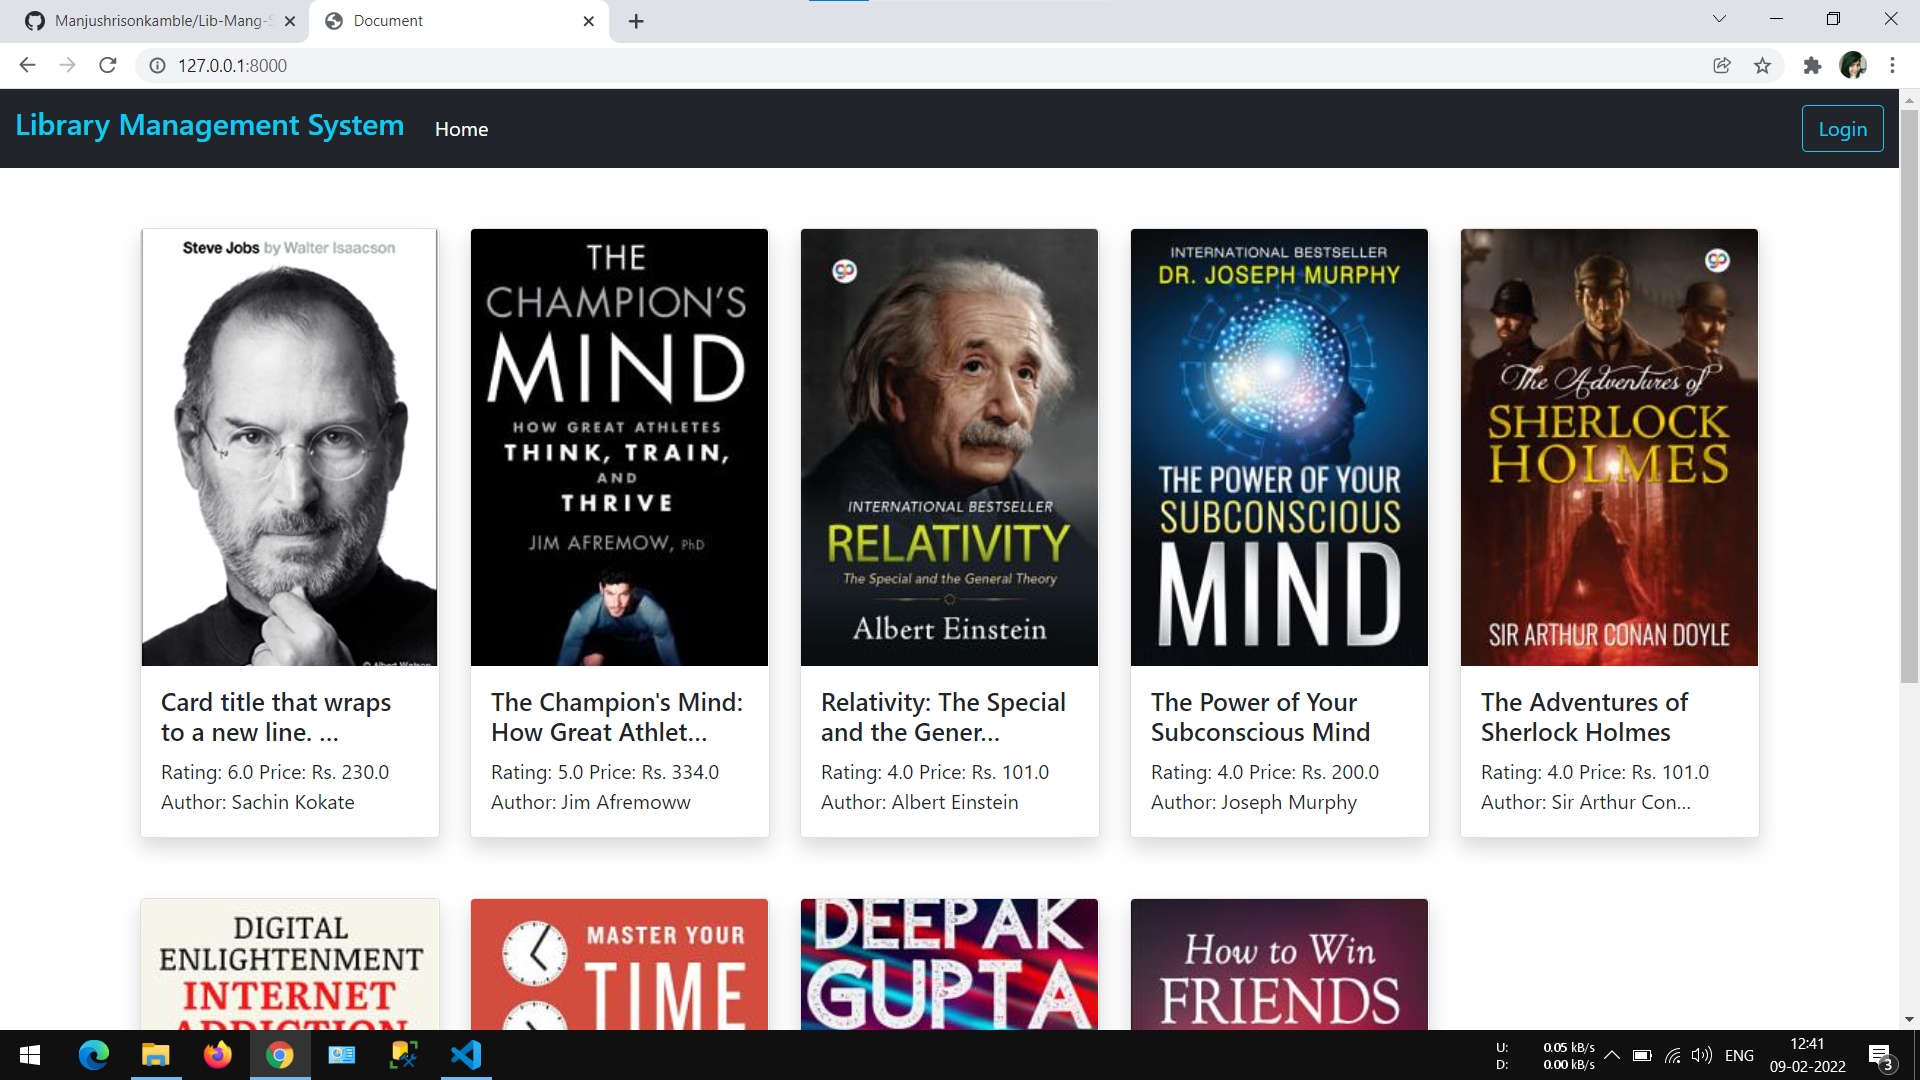 Manjushrisonkamble/Lib-Mang-S
Document
127.0.0.1:8000
Library Management System
Home
Login
Steve Jobs by Walter Isaacson
© Albert Watson
Card title that wraps
to a new line. ...
Rating: 6.0 Price: Rs. 230.0
Author: Sachin Kokate
THE
CHAMPION'S
MIND
HOW GREAT ATHLETES
THINK, TRAIN,
AND
THRIVE
JIM AFREMOW, PhD
The Champion's Mind:
How Great Athlet...
Rating: 5.0 Price: Rs. 334.0
Author: Jim Afremoww
gp
INTERNATIONAL BESTSELLER
RELATIVITY
The Special and the General Theory
Albert Einstein
Relativity: The Special
and the Gener...
Rating: 4.0 Price: Rs. 101.0
Author: Albert Einstein
INTERNATIONAL BESTSELLER
DR. JOSEPH MURPHY
THE POWER OF YOUR
SUBCONSCIOUS
MIND
The Power of Your
Subconscious Mind
Rating: 4.0 Price: Rs. 200.0
Author: Joseph Murphy
gp
The Adventures of
SHERLOCK
HOLMES
SIR ARTHUR CONAN DOYLE
The Adventures of
Sherlock Holmes
Rating: 4.0 Price: Rs. 101.0
Author: Sir Arthur Con...
DIGITAL
ENLIGHTENMENT
INTERNET
ADDICTION
MASTER YOUR
TIME
DEEPAK
GUPTA
How to Win
FRIENDS
U: 0.05 kB/s
D: 0.00 kB/s
ENG
12:41
09-02-2022
3